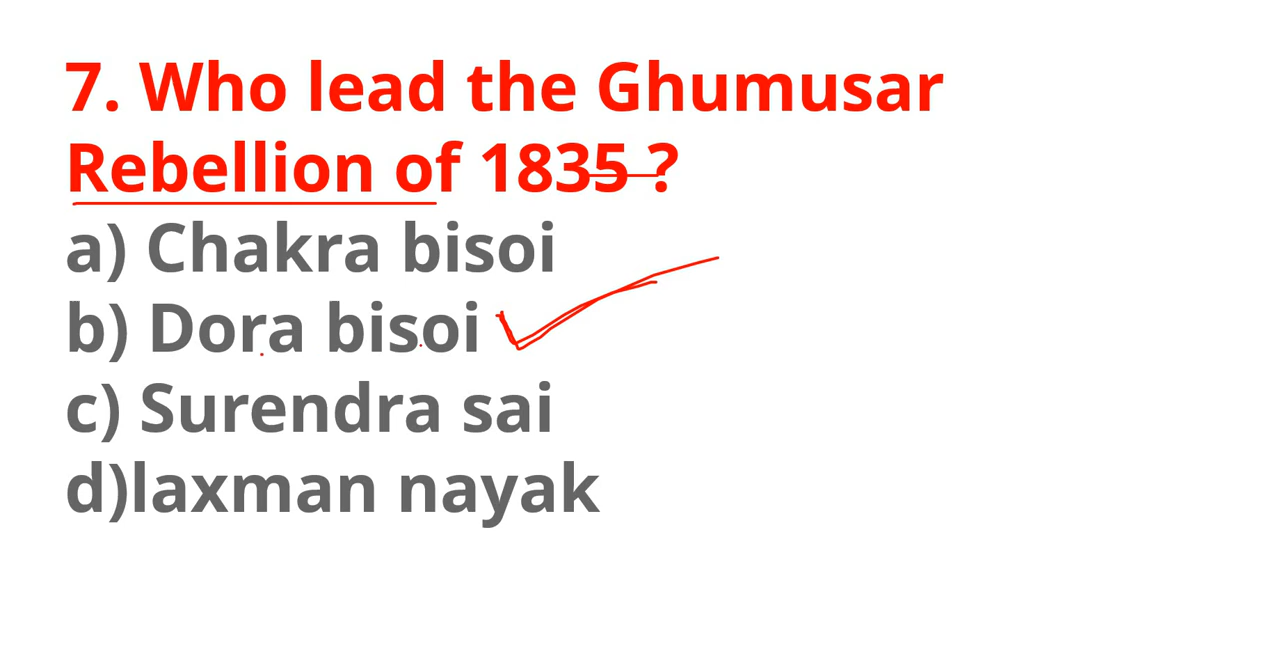 7. Who lead the Ghumusar
Rebellion of 1835 ?
a) Chakra bisoi
b) Dora bisoi
c) Surendra sai
d)laxman nayak